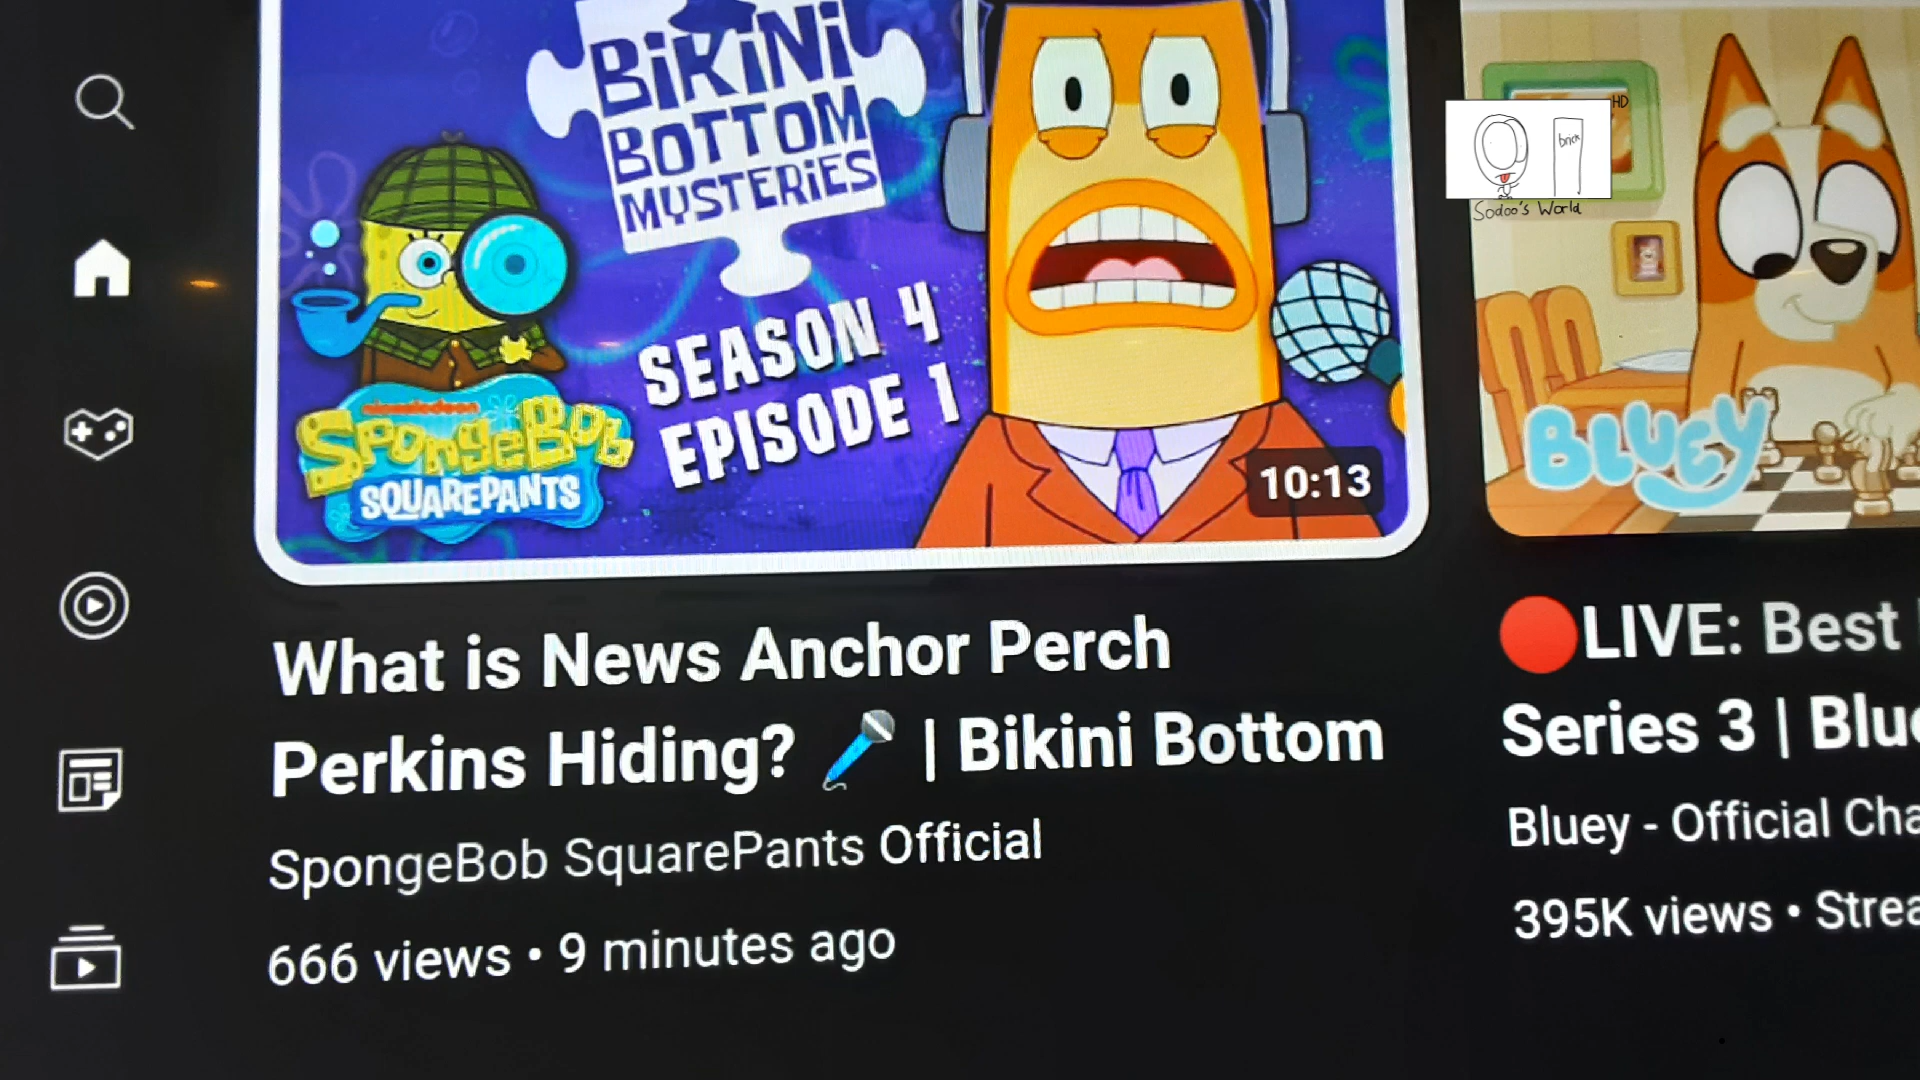 BiKiNi
BOTTOM
MYSTERiES
SEASON 4
EPISODE 1
nickelodeon
SPONGEBOB
SQUAREPANTS
10:13
What is News Anchor Perch
Perkins Hiding? 🎤 | Bikini Bottom
SpongeBob SquarePants Official
666 views • 9 minutes ago
HD
brick
Sodoo's World
BLUEY
🔴LIVE: Best
Series 3 | Blue
Bluey - Official Cha
395K views • Strea